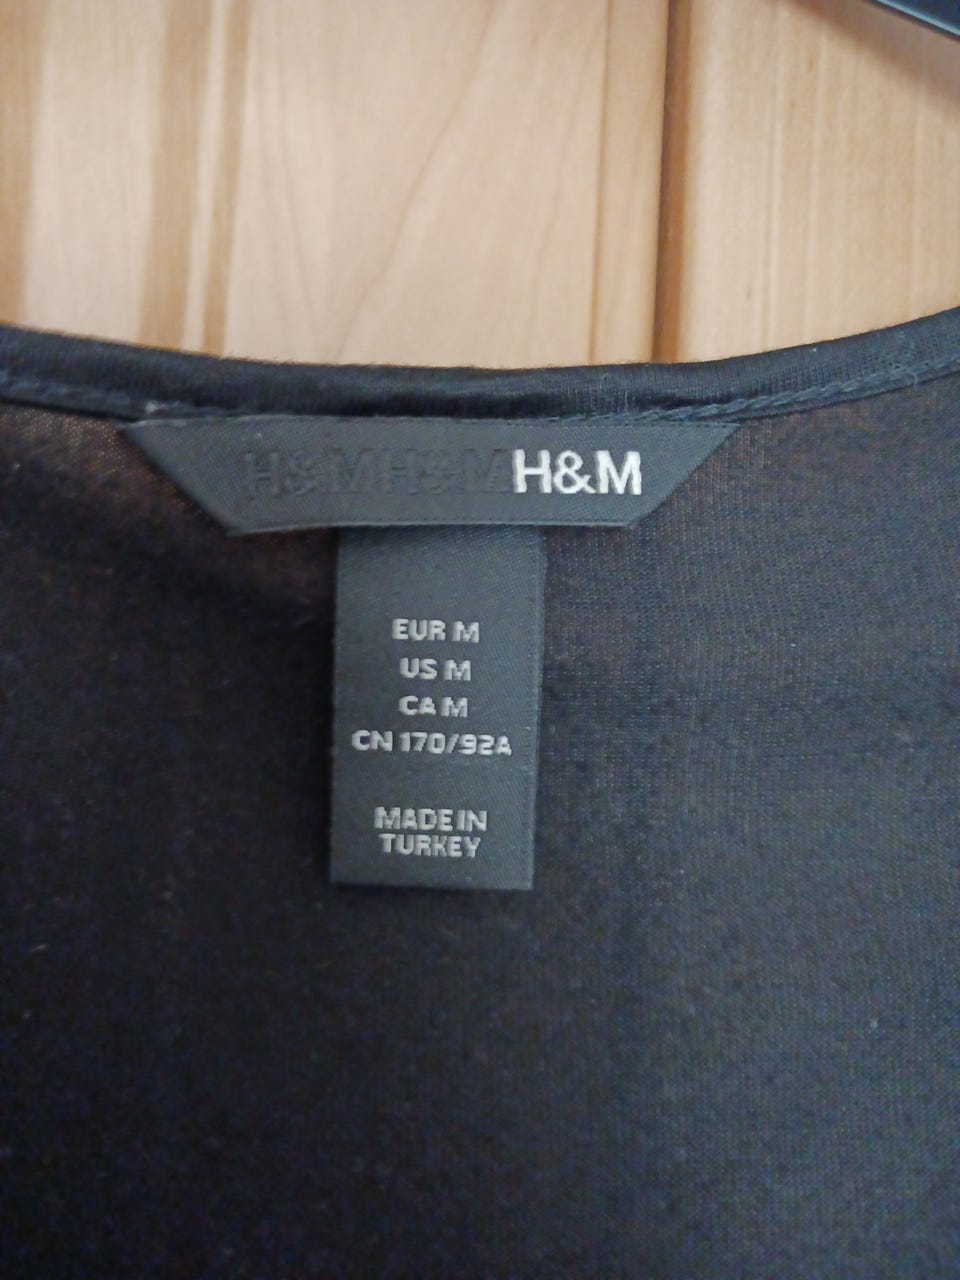 H&MH&MH&M
EUR M
US M
CA M
CN 170/92A
MADE IN
TURKEY